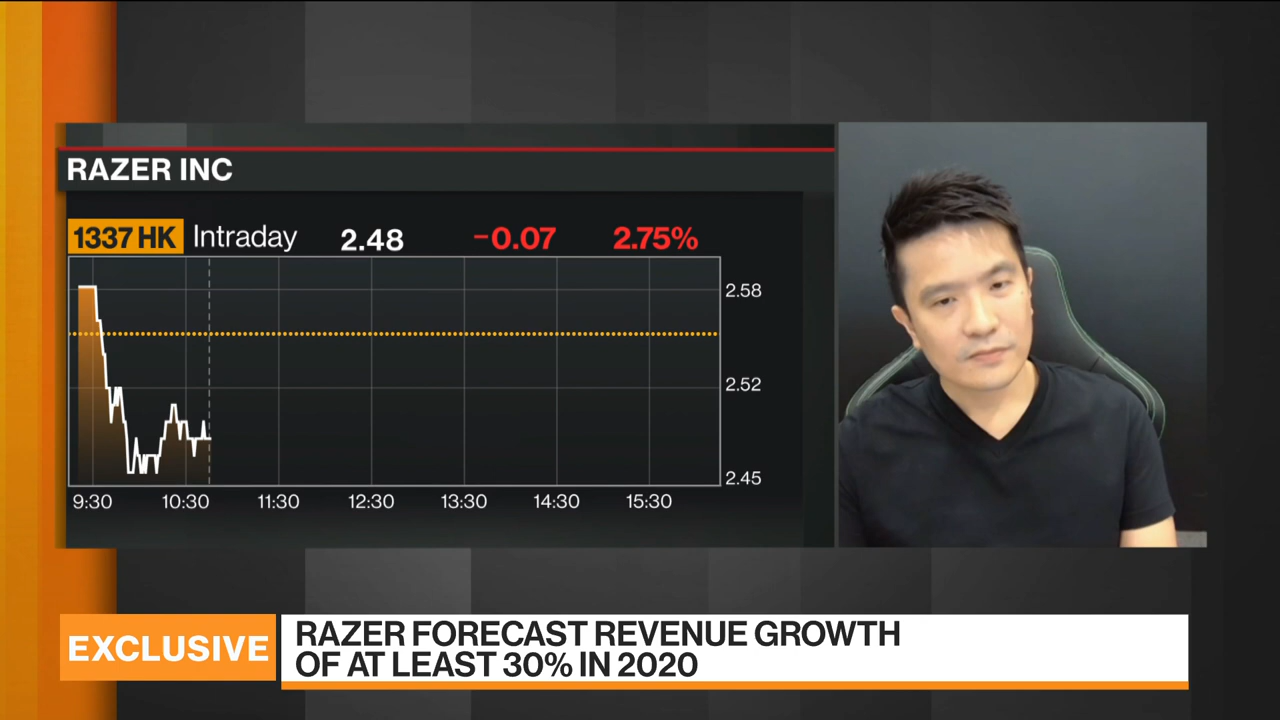 RAZER INC
1337 HK Intraday 2.48 −0.07 2.75%
2.58
2.52
2.45
9:30 10:30 11:30 12:30 13:30 14:30 15:30
EXCLUSIVE
RAZER FORECAST REVENUE GROWTH
OF AT LEAST 30% IN 2020